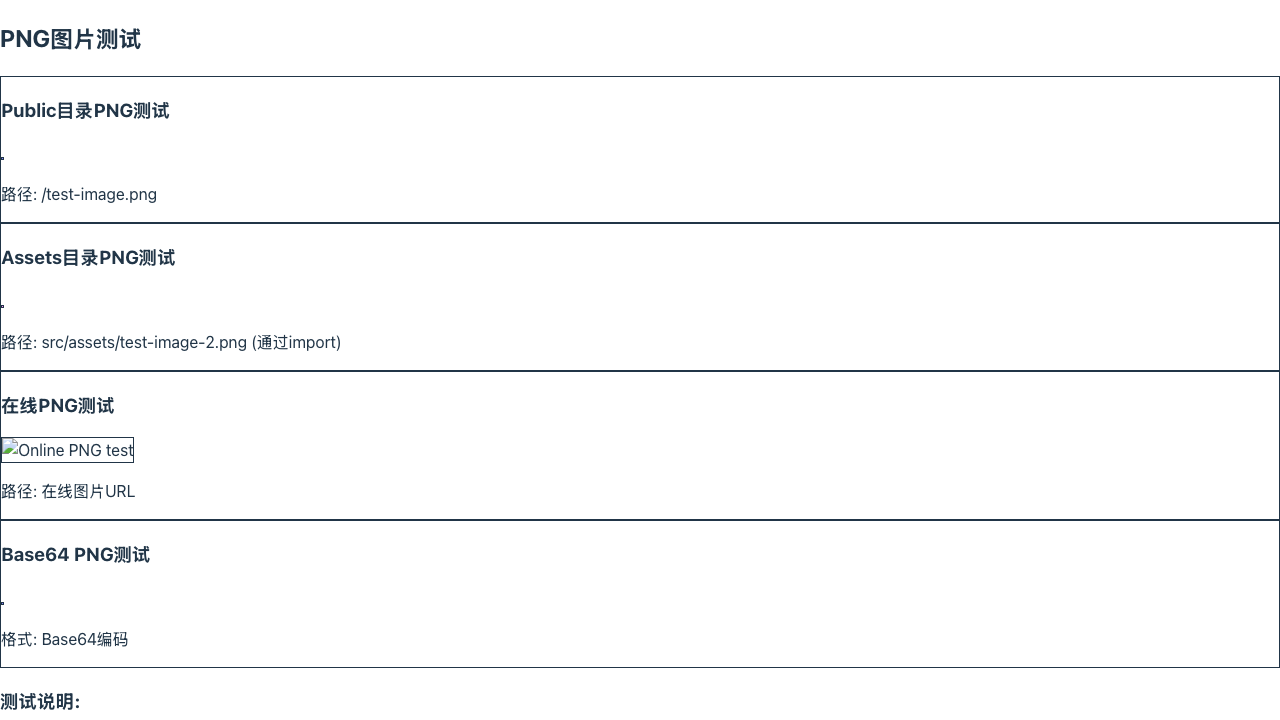 PNG图片测试
Public目录PNG测试
路径: /test-image.png
Assets目录PNG测试
路径: src/assets/test-image-2.png (通过import)
在线PNG测试
Online PNG test
路径: 在线图片URL
Base64 PNG测试
格式: Base64编码
测试说明: